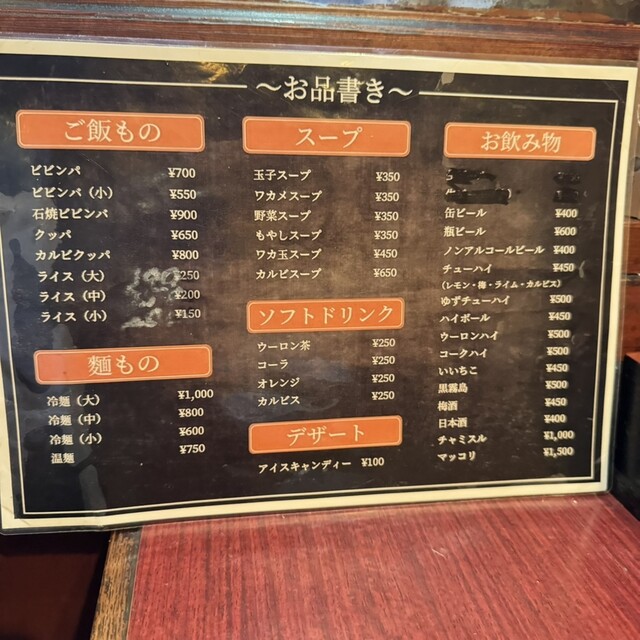 ～お品書き～
ご飯もの
ビビンパ ¥700
ビビンパ（小） ¥550
石焼ビビンパ ¥900
クッパ ¥650
カルビクッパ ¥800
ライス（大） ¥250
ライス（中） ¥200
ライス（小） ¥150
麵もの
冷麺（大） ¥1,000
冷麺（中） ¥800
冷麺（小） ¥600
温麺 ¥750
スープ
玉子スープ ¥350
ワカメスープ ¥350
野菜スープ ¥350
もやしスープ ¥350
ワカ玉スープ ¥450
カルビスープ ¥650
ソフトドリンク
ウーロン茶 ¥250
コーラ ¥250
オレンジ ¥250
カルピス ¥250
デザート
アイスキャンディー ¥100
お飲み物
缶ビール ¥400
瓶ビール ¥600
ノンアルコールビール ¥400
チューハイ ¥450
（レモン・梅・ライム・カルピス）
ゆずチューハイ ¥500
ハイボール ¥450
ウーロンハイ ¥500
コークハイ ¥500
いいちこ ¥450
黒霧島 ¥500
梅酒 ¥450
日本酒 ¥400
チャミスル ¥1,000
マッコリ ¥1,500